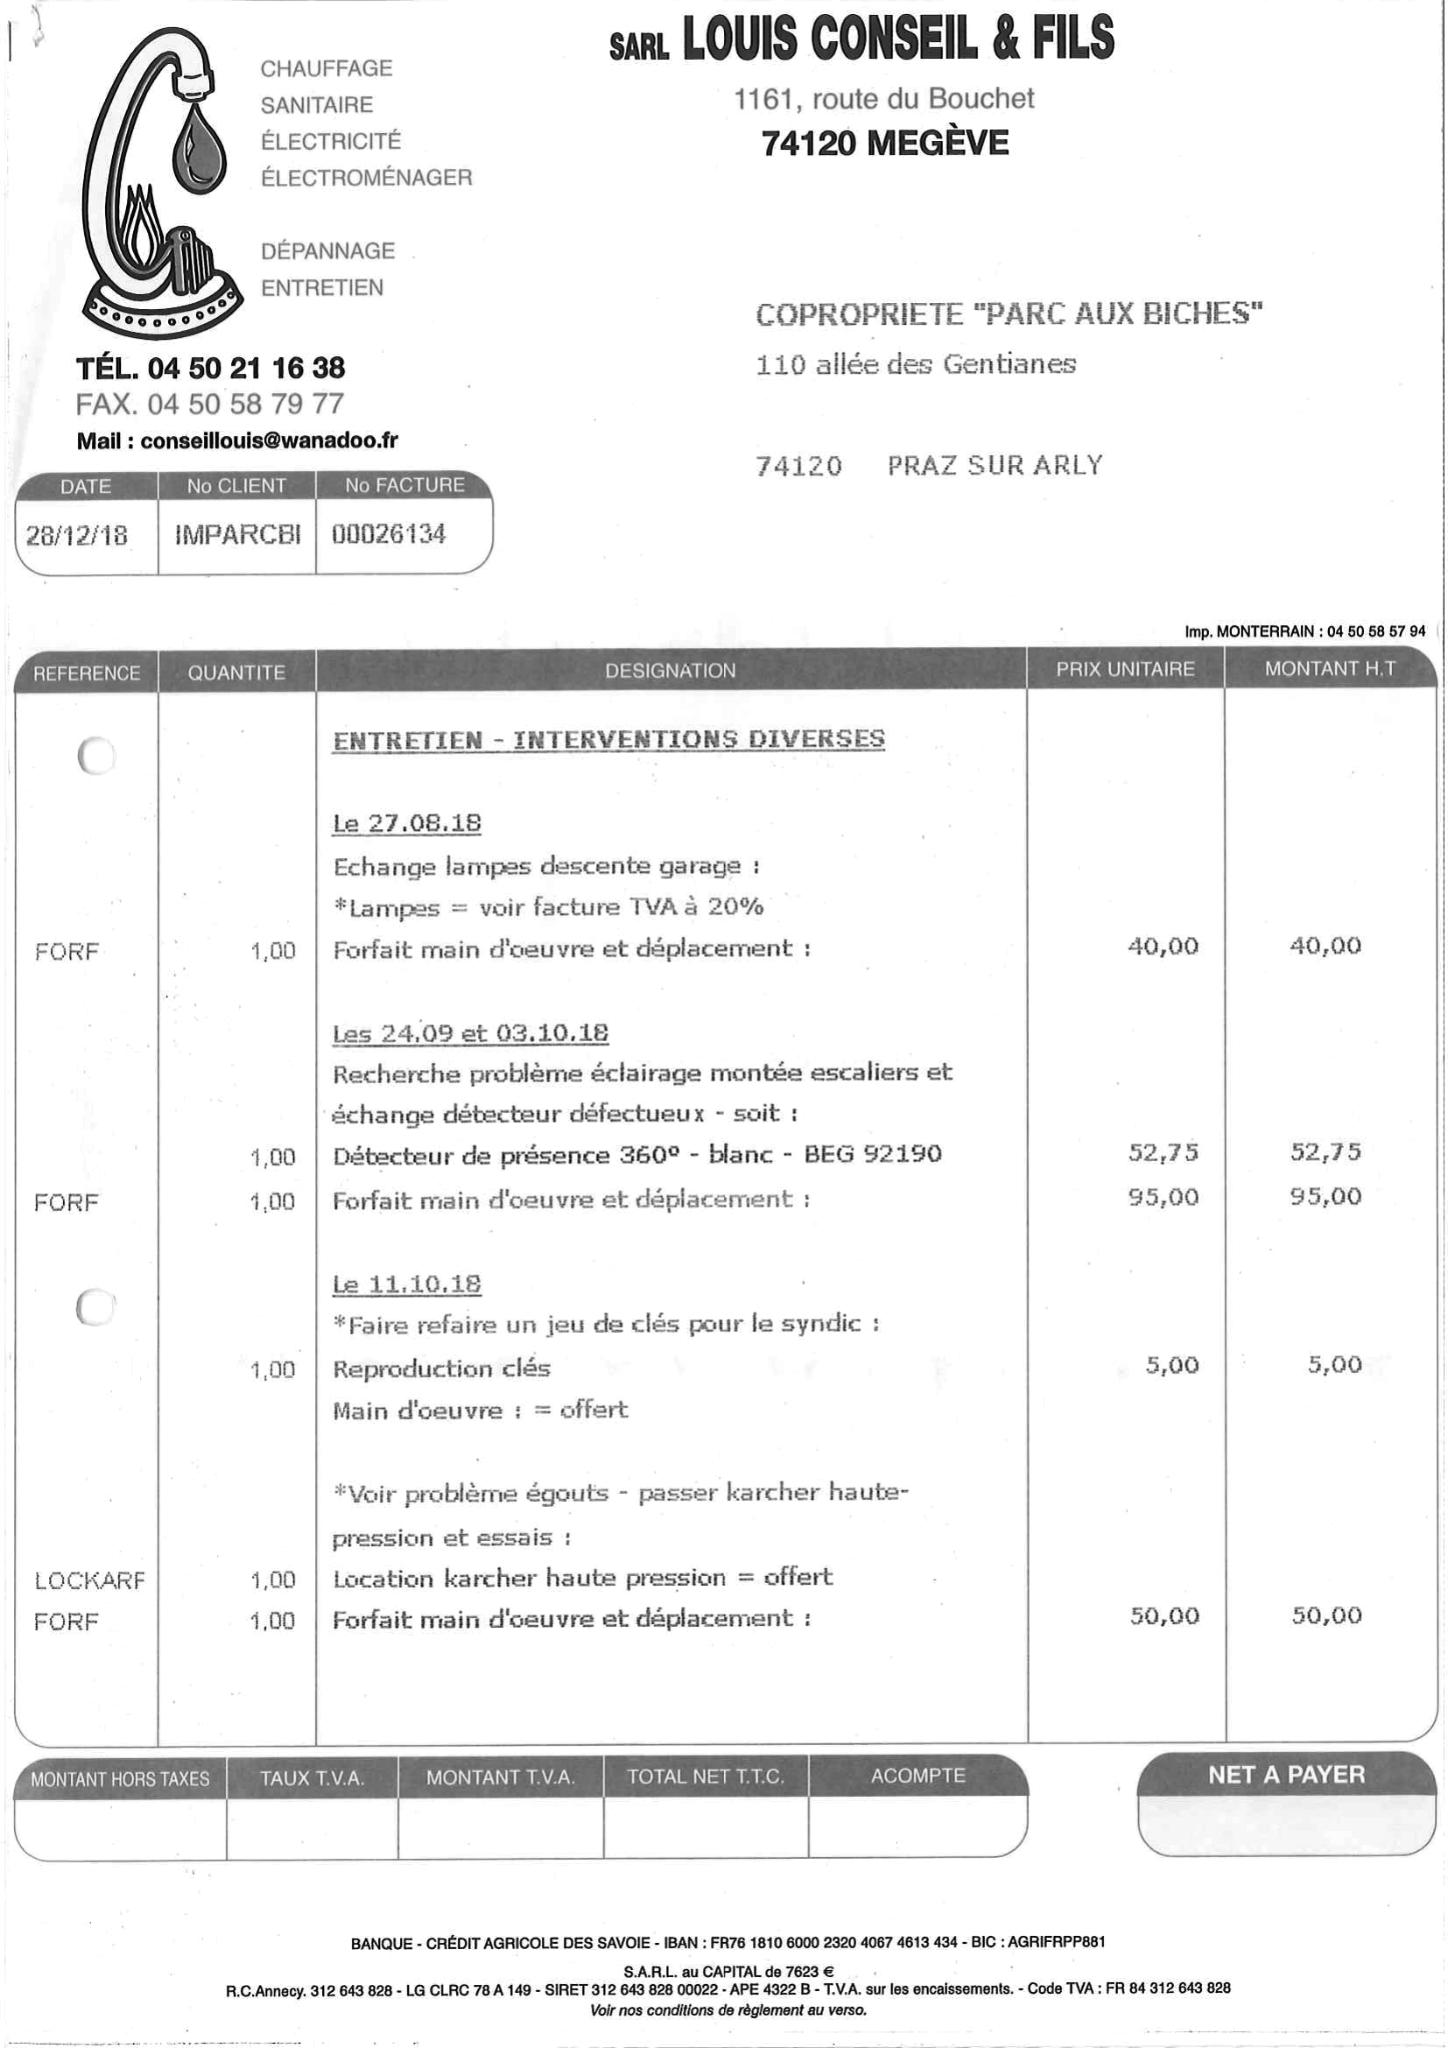 SARL LOUIS CONSEIL & FILS
1161, route du Bouchet
74120 MEGÈVE
CHAUFFAGE
SANITAIRE
ÉLECTRICITÉ
ÉLECTROMÉNAGER
DÉPANNAGE
ENTRETIEN
TÉL. 04 50 21 16 38
FAX. 04 50 58 79 77
Mail : conseillouis@wanadoo.fr
COPROPRIETE "PARC AUX BICHES"
110 allée des Gentianes
74120 PRAZ SUR ARLY
DATE No CLIENT No FACTURE
28/12/18 IMPARCBI 00026134
Imp. MONTERRAIN : 04 50 58 57 94
REFERENCE QUANTITE DESIGNATION PRIX UNITAIRE MONTANT H.T
ENTRETIEN - INTERVENTIONS DIVERSES
Le 27.08.18
Echange lampes descente garage :
*Lampes = voir facture TVA à 20%
FORF 1,00 Forfait main d'oeuvre et déplacement : 40,00 40,00
Les 24.09 et 03.10.18
Recherche problème éclairage montée escaliers et
échange détecteur défectueux - soit :
1,00 Détecteur de présence 360º - blanc - BEG 92190 52,75 52,75
FORF 1,00 Forfait main d'oeuvre et déplacement : 95,00 95,00
Le 11.10.18
*Faire refaire un jeu de clés pour le syndic :
1,00 Reproduction clés 5,00 5,00
Main d'oeuvre : = offert
*Voir problème égouts - passer karcher haute-
pression et essais :
LOCKARF 1,00 Location karcher haute pression = offert
FORF 1,00 Forfait main d'oeuvre et déplacement : 50,00 50,00
MONTANT HORS TAXES TAUX T.V.A. MONTANT T.V.A. TOTAL NET T.T.C. ACOMPTE NET A PAYER
BANQUE - CRÉDIT AGRICOLE DES SAVOIE - IBAN : FR76 1810 6000 2320 4067 4613 434 - BIC : AGRIFRPP881
S.A.R.L. au CAPITAL de 7623 €
R.C.Annecy. 312 643 828 - LG CLRC 78 A 149 - SIRET 312 643 828 00022 - APE 4322 B - T.V.A. sur les encaissements. - Code TVA : FR 84 312 643 828
Voir nos conditions de règlement au verso.